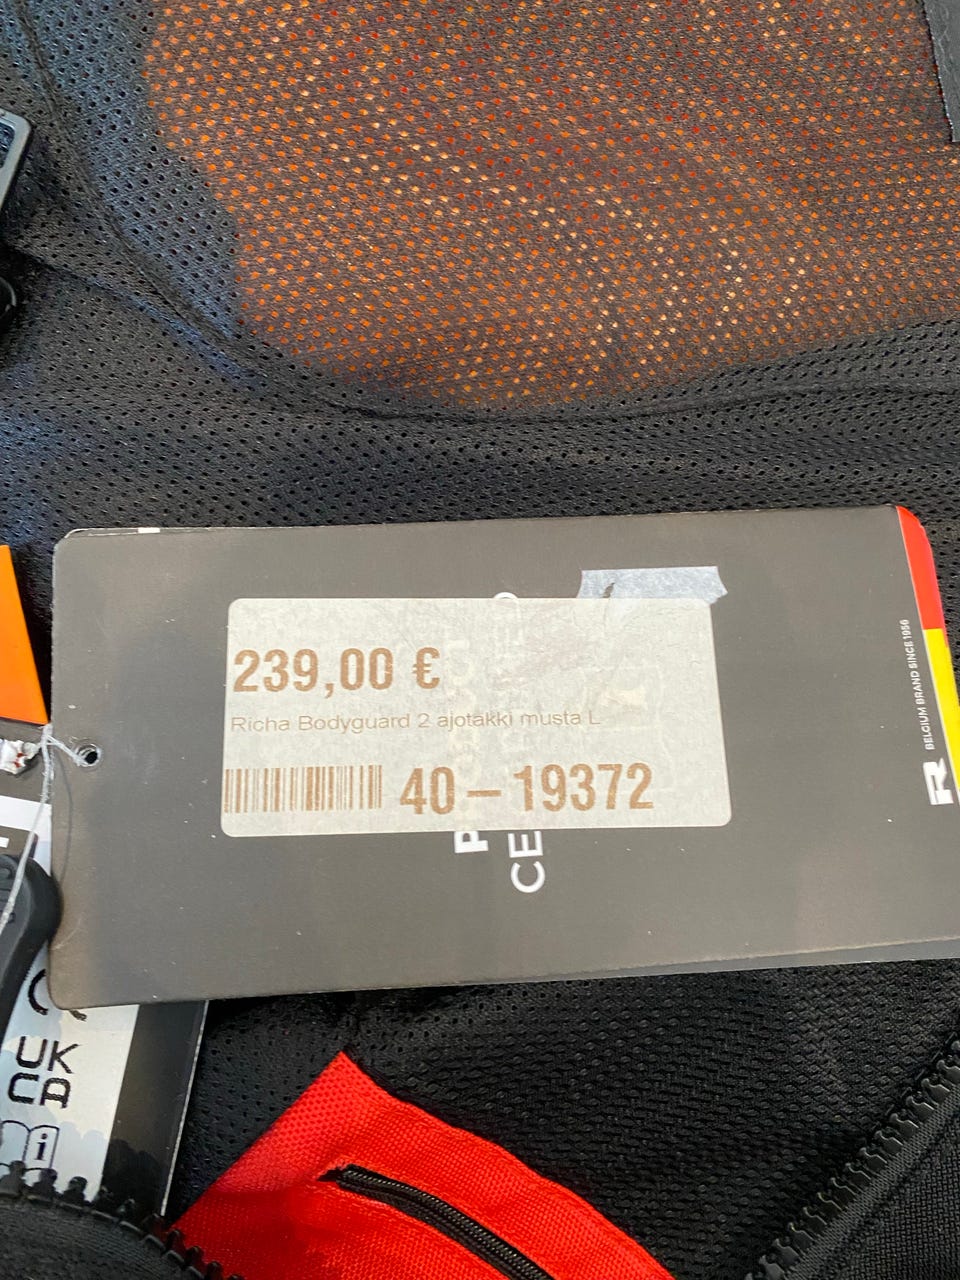 239,00 €
Richa Bodyguard 2 ajotakki musta L
40 – 19372
CE
BELGIUM BRAND SINCE 1956
R
UK
CA
i